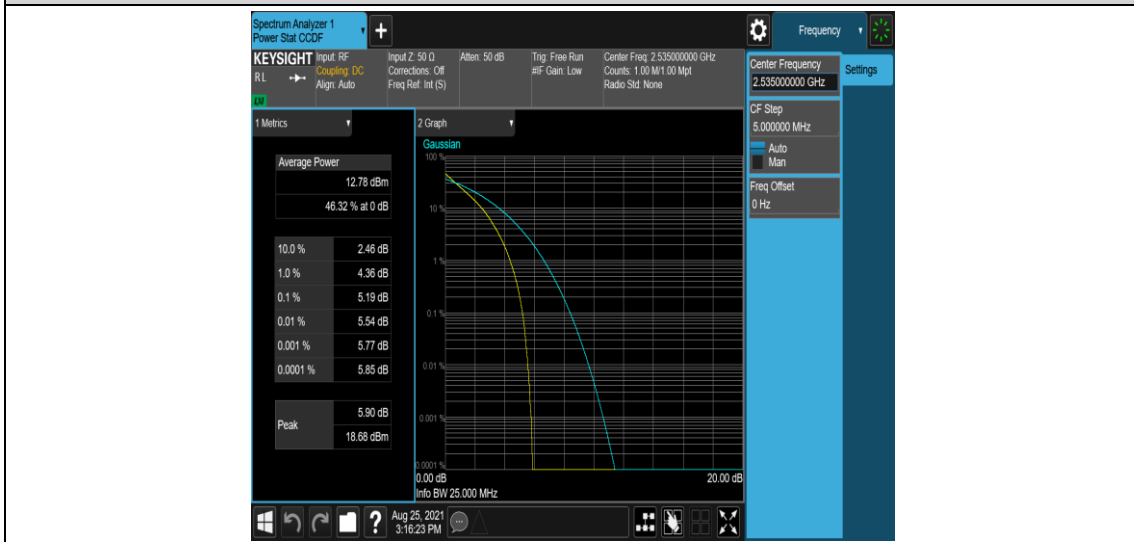 Spectrum Analyzer 1
Power Stat CCDF
+
Frequency
KEYSIGHT
RL
LXI
Input: RF
Coupling: DC
Align: Auto
Input Z: 50 Ω
Corrections: Off
Freq Ref: Int (S)
Atten: 50 dB
Trig: Free Run
#IF Gain: Low
Center Freq: 2.535000000 GHz
Counts: 1.00 M/1.00 Mpt
Radio Std: None
Center Frequency
2.535000000 GHz
Settings
CF Step
5.000000 MHz
Auto
Man
Freq Offset
0 Hz
1 Metrics
Average Power
12.78 dBm
46.32 % at 0 dB
10.0 % 2.46 dB
1.0 % 4.36 dB
0.1 % 5.19 dB
0.01 % 5.54 dB
0.001 % 5.77 dB
0.0001 % 5.85 dB
Peak
5.90 dB
18.68 dBm
2 Graph
Gaussian
100 %
10 %
1 %
0.1 %
0.01 %
0.001 %
0.0001 %
0.00 dB 20.00 dB
Info BW 25.000 MHz
?
Aug 25, 2021
3:16:23 PM